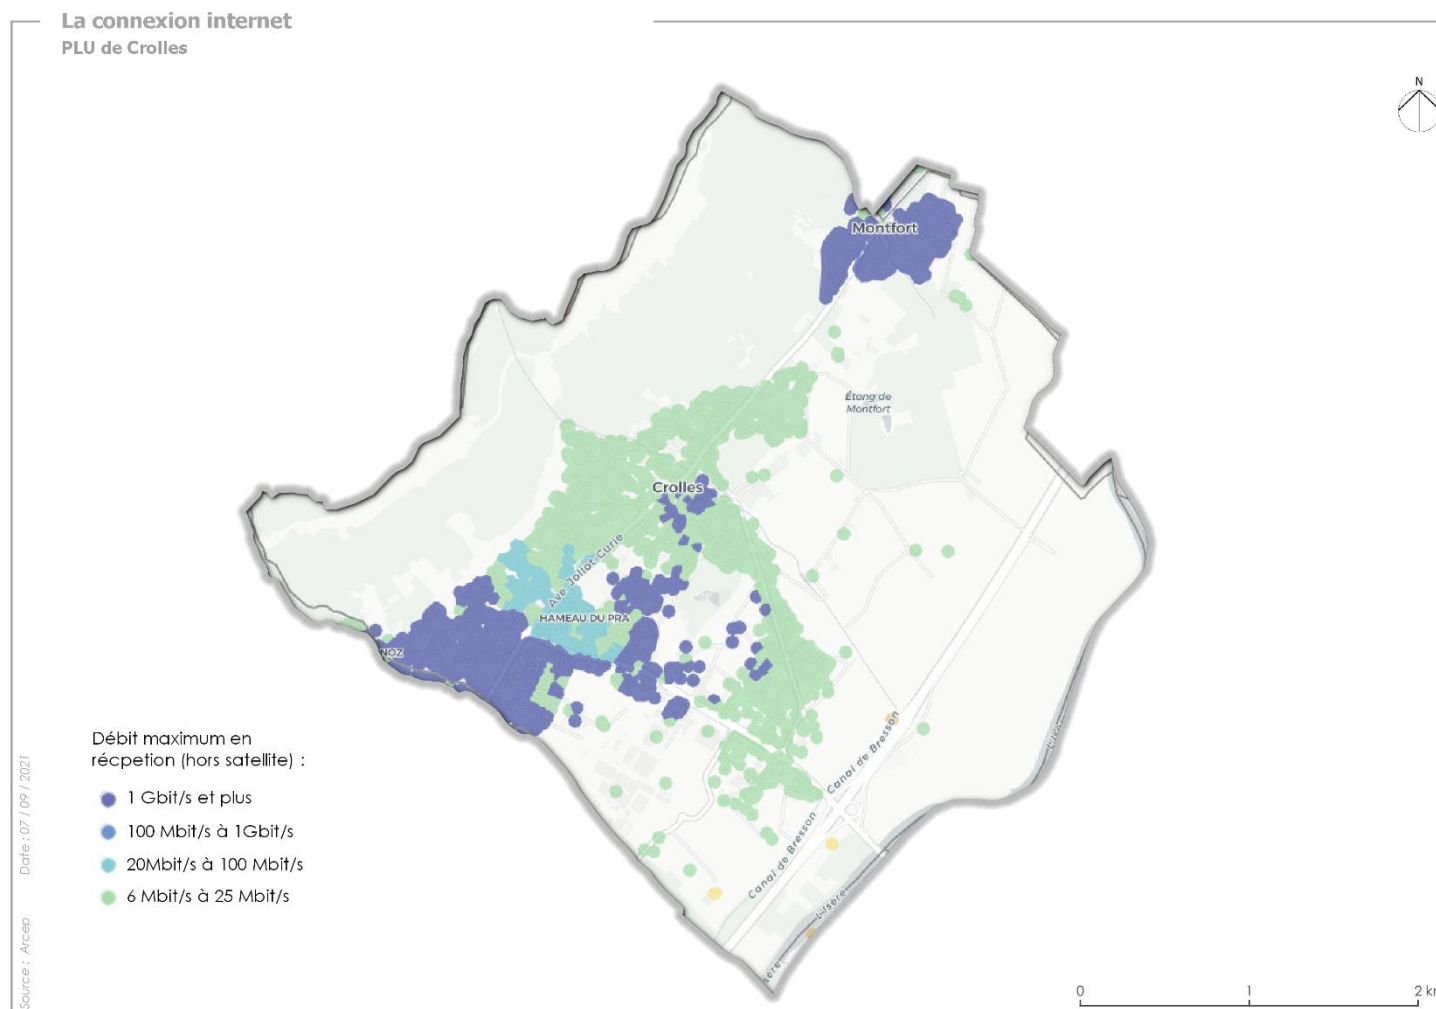 La connexion internet
PLU de Crolles
N
Montfort
Étang de
Montfort
Crolles
Ave Joliot Curie
HAMEAU DU PRA
NOZ
Canal de Bresson
Canal de Bresson
L'Isère
Débit maximum en
récpetion (hors satellite) :
1 Gbit/s et plus
100 Mbit/s à 1Gbit/s
20Mbit/s à 100 Mbit/s
6 Mbit/s à 25 Mbit/s
Source : Arcep
Date : 07 / 09 / 2021
0 1 2 km